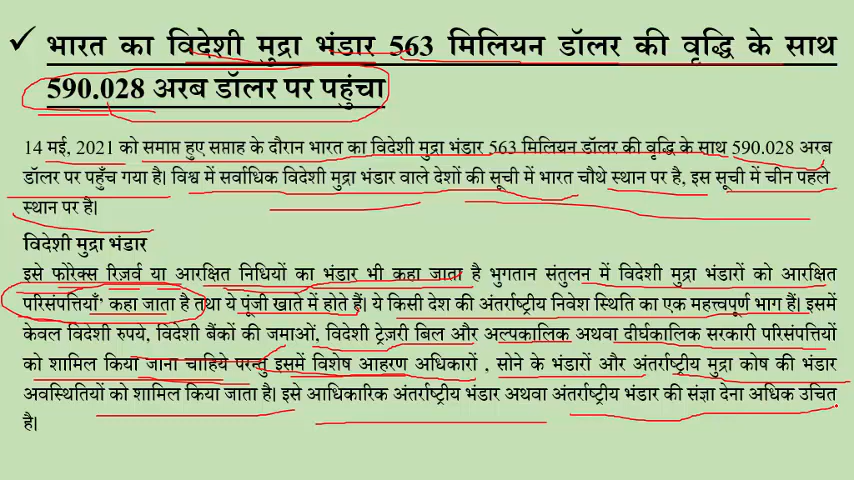 भारत का विदेशी मुद्रा भंडार 563 मिलियन डॉलर की वृद्धि के साथ
590.028 अरब डॉलर पर पहुंचा
14 मई, 2021 को समाप्त हुए सप्ताह के दौरान भारत का विदेशी मुद्रा भंडार 563 मिलियन डॉलर की वृद्धि के साथ 590.028 अरब
डॉलर पर पहुँच गया है। विश्व में सर्वाधिक विदेशी मुद्रा भंडार वाले देशों की सूची में भारत चौथे स्थान पर है, इस सूची में चीन पहले
स्थान पर है।
विदेशी मुद्रा भंडार
इसे फोरेक्स रिज़र्व या आरक्षित निधियों का भंडार भी कहा जाता है भुगतान संतुलन में विदेशी मुद्रा भंडारों को आरक्षित
परिसंपत्तियाँ' कहा जाता है तथा ये पूंजी खाते में होते हैं। ये किसी देश की अंतर्राष्ट्रीय निवेश स्थिति का एक महत्त्वपूर्ण भाग हैं। इसमें
केवल विदेशी रुपये, विदेशी बैंकों की जमाओं, विदेशी ट्रेज़री बिल और अल्पकालिक अथवा दीर्घकालिक सरकारी परिसंपत्तियों
को शामिल किया जाना चाहिये परन्तु इसमें विशेष आहरण अधिकारों , सोने के भंडारों और अंतर्राष्ट्रीय मुद्रा कोष की भंडार
अवस्थितियों को शामिल किया जाता है। इसे आधिकारिक अंतर्राष्ट्रीय भंडार अथवा अंतर्राष्ट्रीय भंडार की संज्ञा देना अधिक उचित
है।